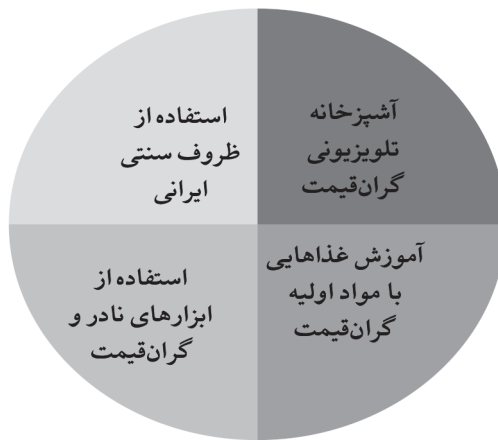 آشپزخانه
تلویزیونی
گران‌قیمت
استفاده از
ظروف سنتی
ایرانی
آموزش غذاهایی
با مواد اولیه
گران‌قیمت
استفاده از
ابزارهای نادر و
گران‌قیمت